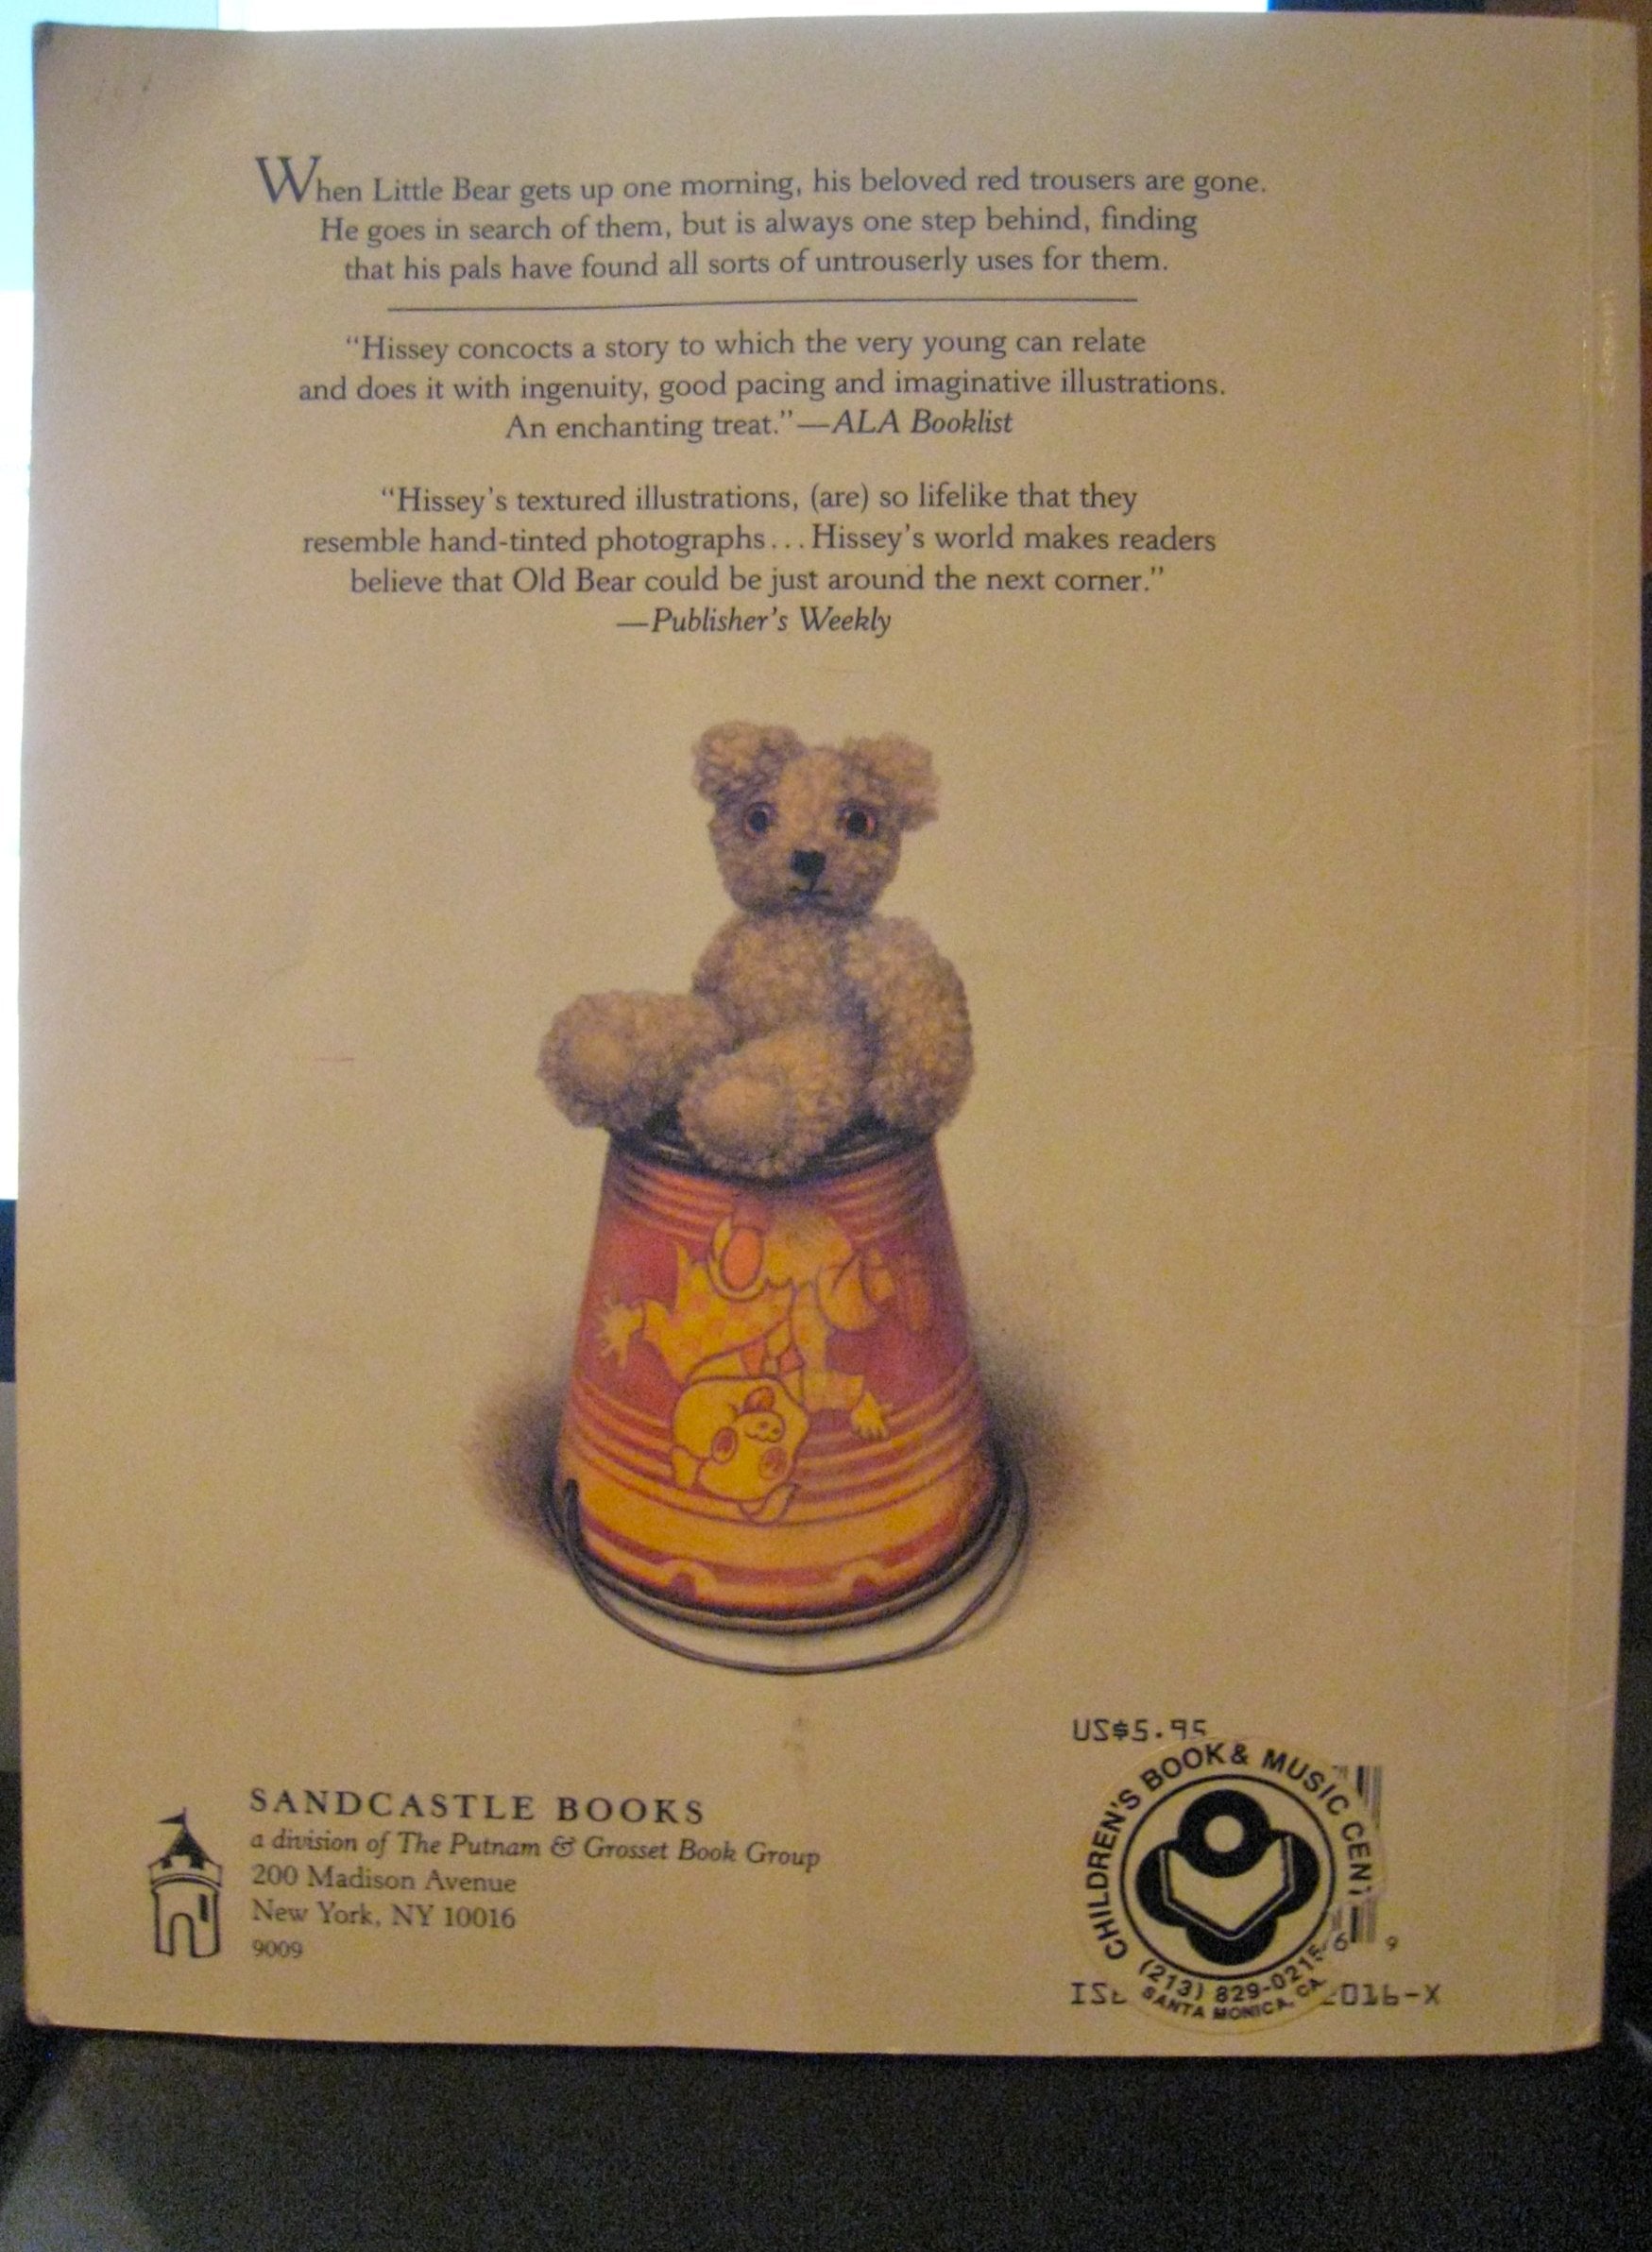 When Little Bear gets up one morning, his beloved red trousers are gone.
He goes in search of them, but is always one step behind, finding
that his pals have found all sorts of untrouserly uses for them.
“Hissey concocts a story to which the very young can relate
and does it with ingenuity, good pacing and imaginative illustrations.
An enchanting treat.”—ALA Booklist
“Hissey’s textured illustrations, (are) so lifelike that they
resemble hand-tinted photographs...Hissey’s world makes readers
believe that Old Bear could be just around the next corner.”
—Publisher’s Weekly
SANDCASTLE BOOKS
a division of The Putnam & Grosset Book Group
200 Madison Avenue
New York, NY 10016
9009
US$5.95
CHILDREN'S BOOK & MUSIC
(213) 829-0215
SANTA MONICA, CA.
6 9
016-X